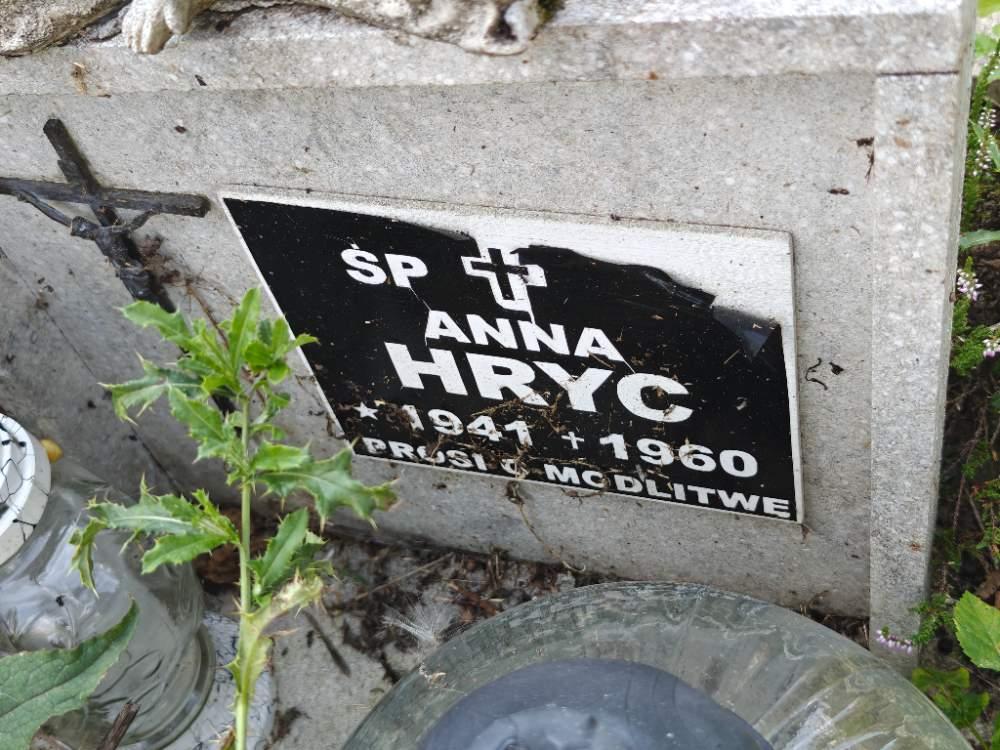 ŚP
ANNA
HRYC
* 1941 + 1960
PROSI O MODLITWE